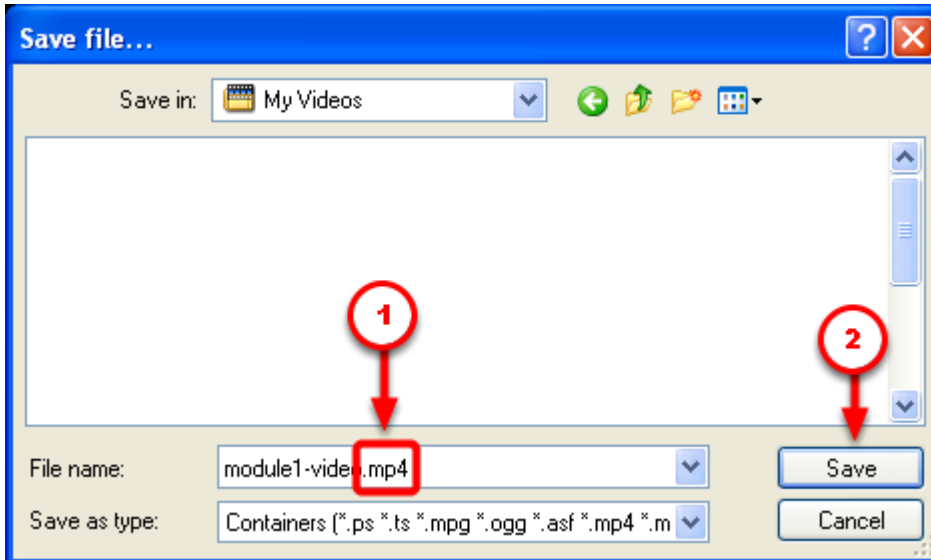 Save file...
Save in: My Videos
1
2
File name: module1-video.mp4 Save
Save as type: Containers (*.ps *.ts *.mpg *.ogg *.asf *.mp4 *.m Cancel